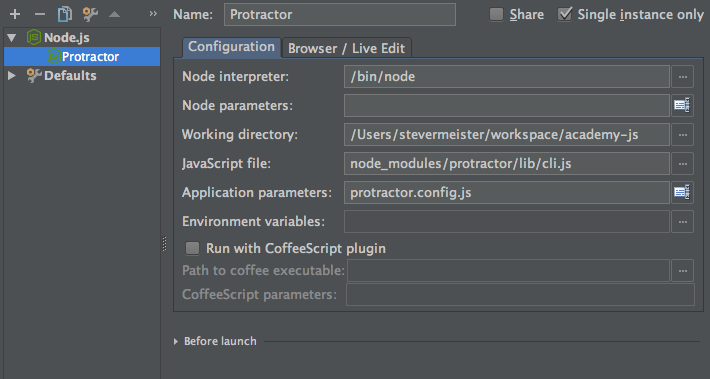 Name: Protractor Share Single instance only
Node.js
Protractor
Defaults
Configuration Browser / Live Edit
Node interpreter: /bin/node
Node parameters:
Working directory: /Users/stevermeister/workspace/academy-js
JavaScript file: node_modules/protractor/lib/cli.js
Application parameters: protractor.config.js
Environment variables:
Run with CoffeeScript plugin
Path to coffee executable:
CoffeeScript parameters:
Before launch